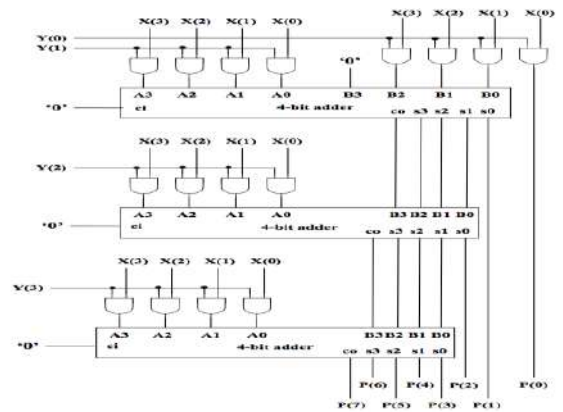 X(3) X(2) X(1) X(0) X(3) X(2) X(1) X(0)
Y(0)
Y(1)
'0'
A3 A2 A1 A0 B3 B2 B1 B0
'0' ci 4-bit adder co s3 s2 s1 s0
X(3) X(2) X(1) X(0)
Y(2)
A3 A2 A1 A0 B3 B2 B1 B0
'0' ci 4-bit adder co s3 s2 s1 s0
X(3) X(2) X(1) X(0)
Y(3)
A3 A2 A1 A0 B3 B2 B1 B0
'0' ci 4-bit adder co s3 s2 s1 s0
P(6) P(4) P(2) P(0)
P(7) P(5) P(3) P(1)